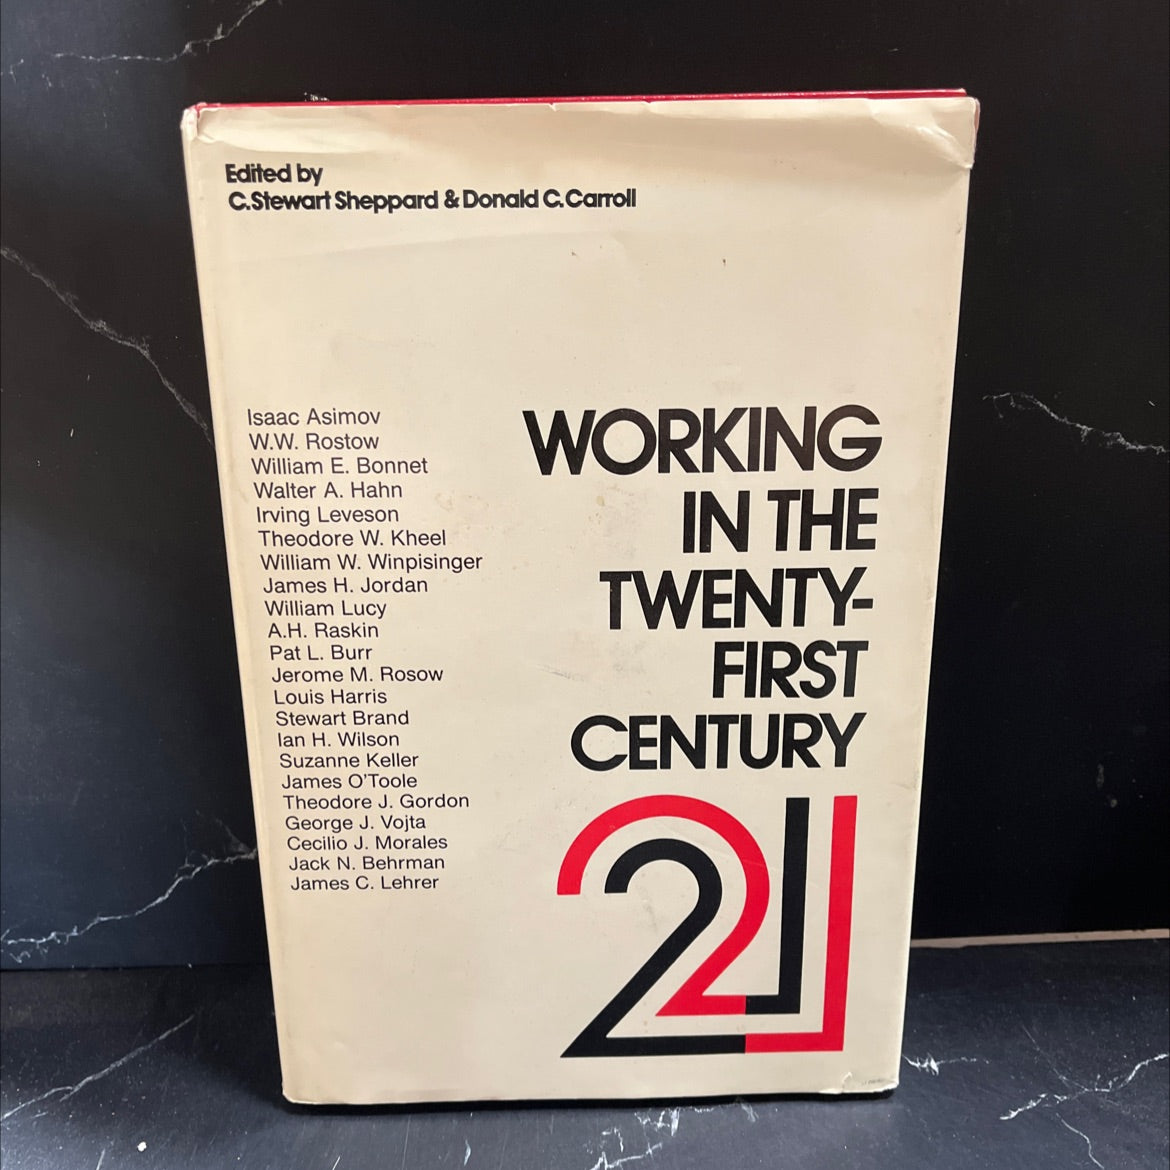 Edited by
C. Stewart Sheppard & Donald C. Carroll
Isaac Asimov
W.W. Rostow
William E. Bonnet
Walter A. Hahn
Irving Leveson
Theodore W. Kheel
William W. Winpisinger
James H. Jordan
William Lucy
A.H. Raskin
Pat L. Burr
Jerome M. Rosow
Louis Harris
Stewart Brand
Ian H. Wilson
Suzanne Keller
James O'Toole
Theodore J. Gordon
George J. Vojta
Cecilio J. Morales
Jack N. Behrman
James C. Lehrer
WORKING
IN THE
TWENTY-
FIRST
CENTURY
21